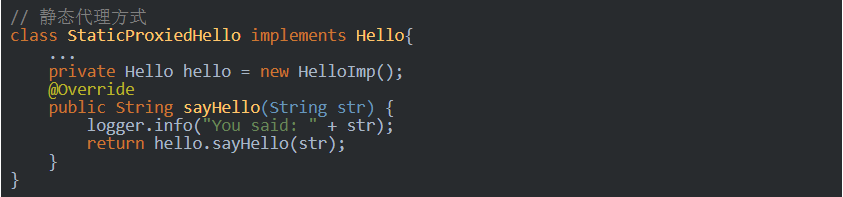 // 静态代理方式
class StaticProxiedHello implements Hello{
    ...
    private Hello hello = new HelloImp();
    @Override
    public String sayHello(String str) {
        logger.info("You said: " + str);
        return hello.sayHello(str);
    }
}